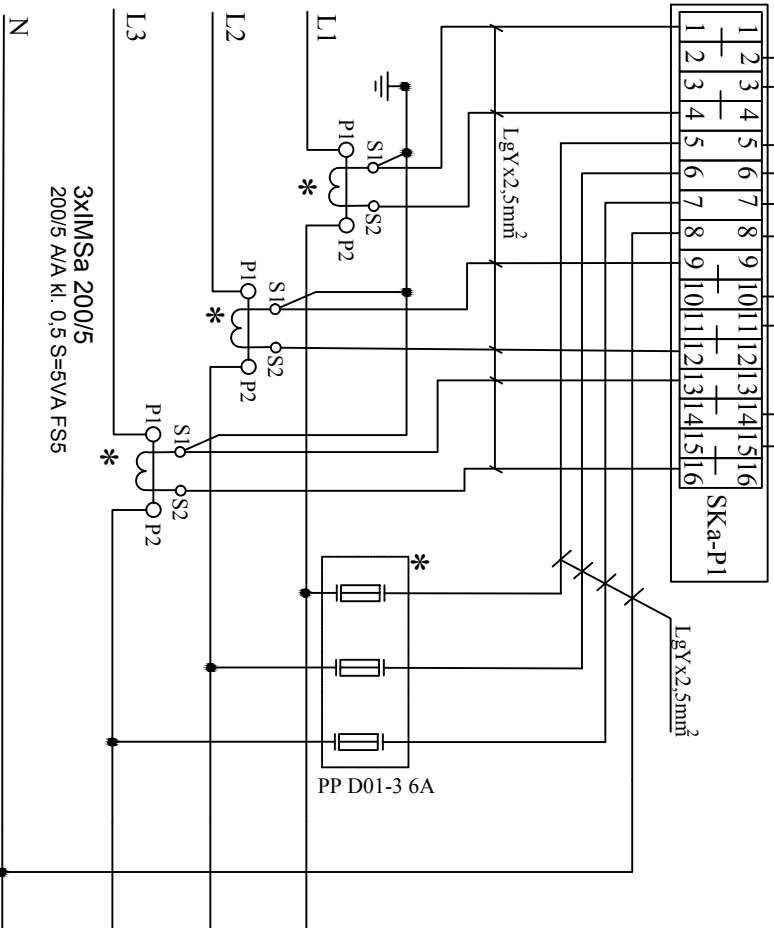 L1
L2
L3
N
P1
S1
S2
P2
*
P1
S1
S2
P2
*
P1
S1
S2
P2
*
3xIMSa 200/5
200/5 A/A kl. 0,5 S=5VA FS5
LgYx2,5mm²
1 2 3 4 5 6 7 8 9 10 11 12 13 14 15 16
1 2 3 4 5 6 7 8 9 10 11 12 13 14 15 16
SKa-P1
LgYx2,5mm²
*
PP D01-3 6A